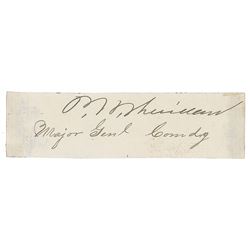 P. H. Sheridan
Major Genl Comdg